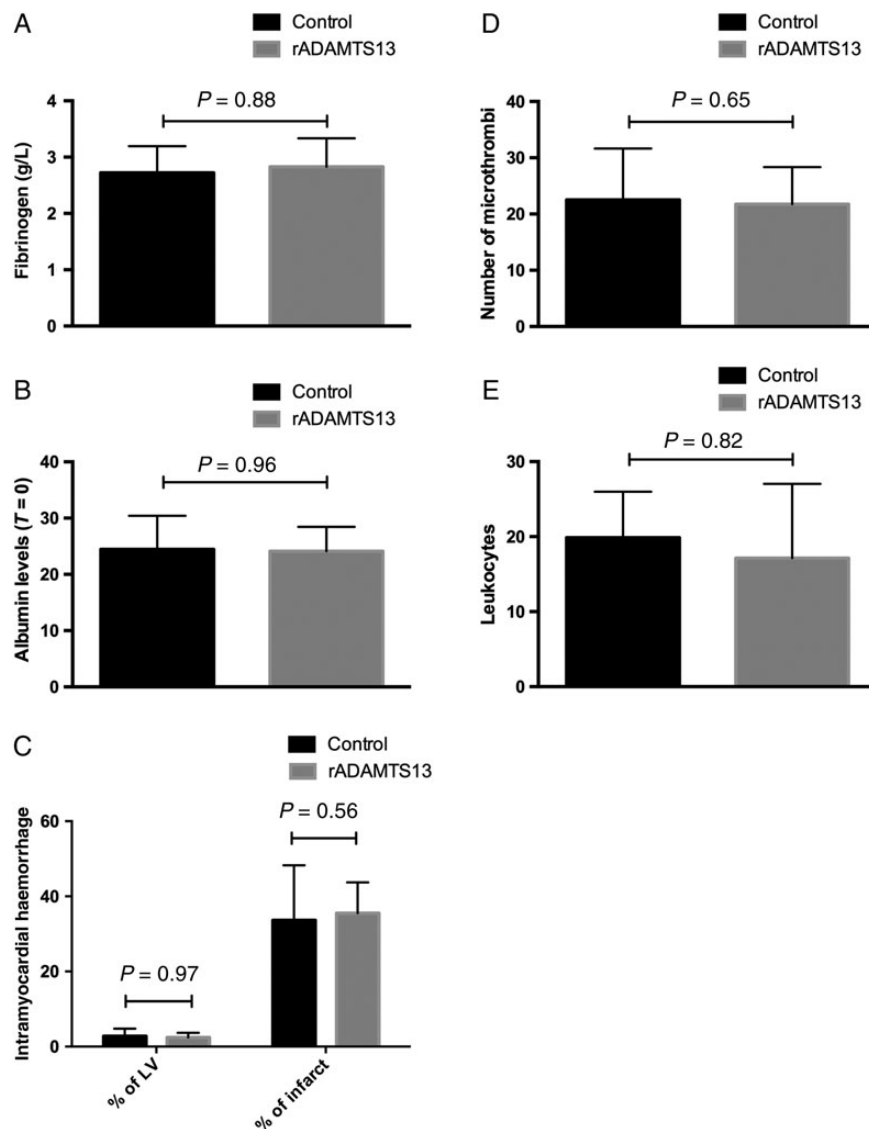 A
Control
rADAMTS13
P = 0.88
Fibrinogen (g/L)
4
3
2
1
0
B
Control
rADAMTS13
P = 0.96
Albumin levels (T = 0)
40
30
20
10
0
C
Control
rADAMTS13
P = 0.56
P = 0.97
Intramyocardial haemorrhage
60
40
20
0
% of LV
% of infarct
D
Control
rADAMTS13
P = 0.65
Number of microthrombi
40
30
20
10
0
E
Control
rADAMTS13
P = 0.82
Leukocytes
30
20
10
0